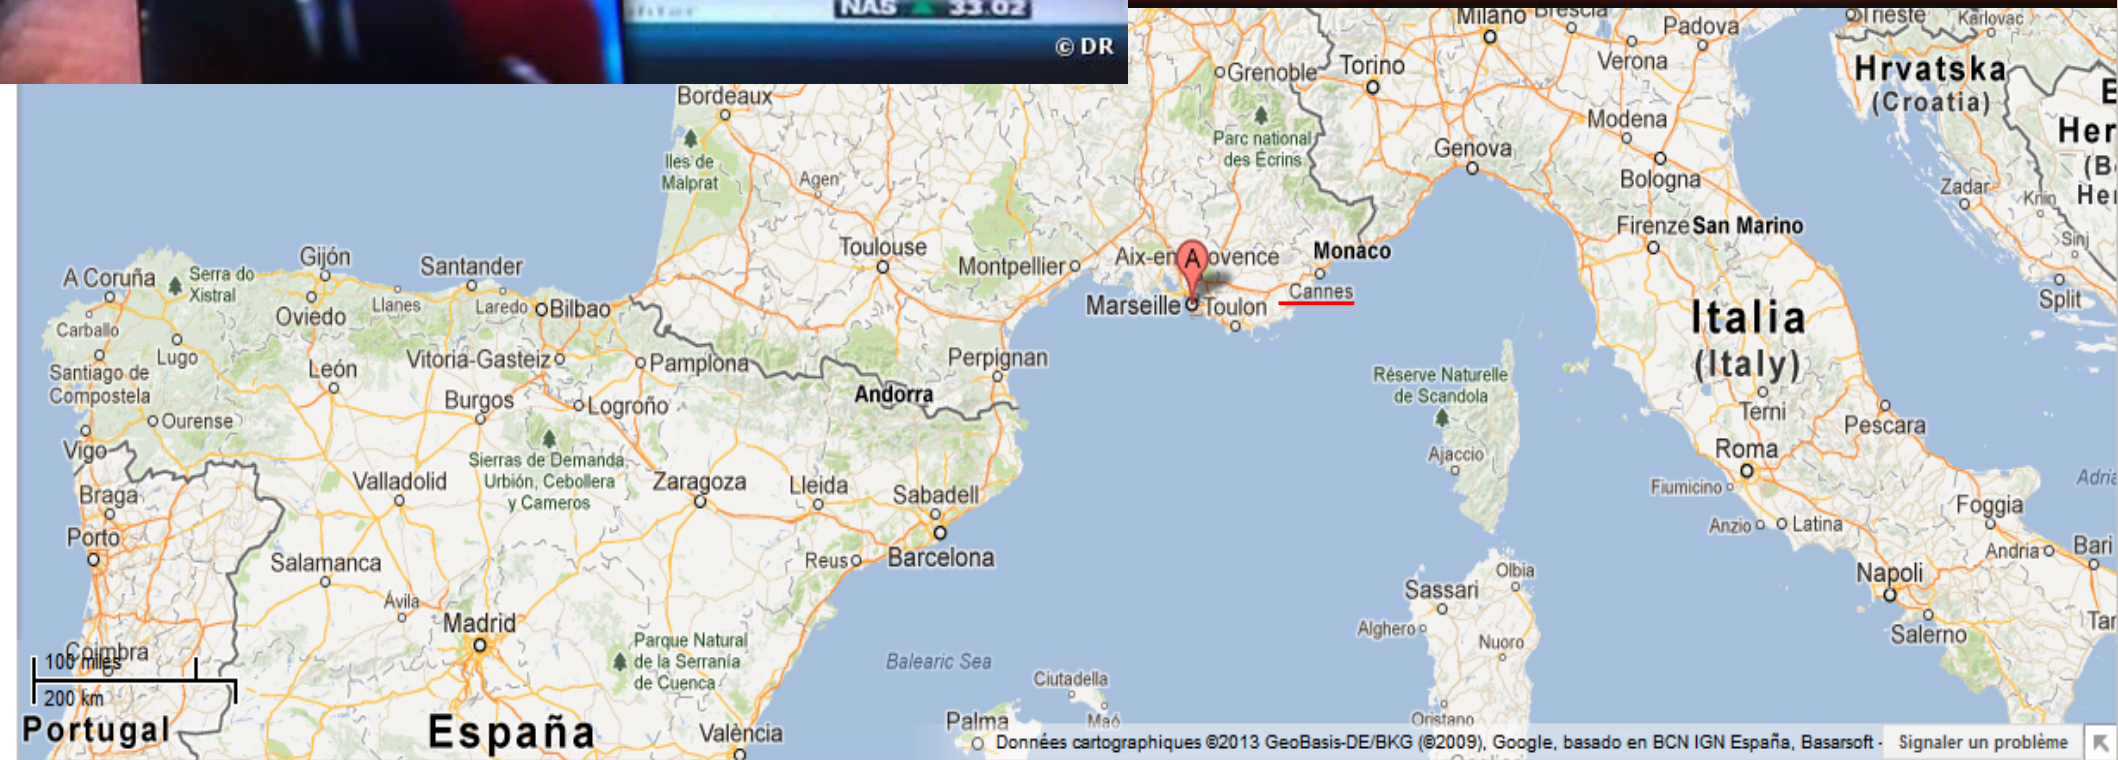 NAS ▲ 33.02
© DR
Milano
Brescia
Padova
Trieste
Karlovac
Grenoble
Torino
Verona
Hrvatska
(Croatia)
Bordeaux
Parc national
des Écrins
Modena
Genova
Iles de
Malprat
Agen
Bologna
Zadar
Knin
Her
(B
Her
Firenze
San Marino
Sinj
Toulouse
Montpellier
Aix-en
A
ovence
Monaco
A Coruña
Serra do
Xistral
Gijón
Santander
Cannes
Split
Oviedo
Llanes
Laredo
Bilbao
Marseille
Toulon
Italia
(Italy)
Carballo
Lugo
León
Vitoria-Gasteiz
Pamplona
Perpignan
Santiago de
Compostela
Andorra
Réserve Naturelle
de Scandola
Burgos
Logroño
Terni
Pescara
Ourense
Vigo
Roma
Ajaccio
Sierras de Demanda,
Urbión, Cebollera
y Cameros
Valladolid
Zaragoza
Lleida
Sabadell
Fiumicino
Adria
Braga
Foggia
Anzio
Latina
Porto
Barcelona
Reus
Andria
Bari
Salamanca
Napoli
Olbia
Sassari
Ávila
Madrid
Alghero
Salerno
Tar
Nuoro
Coimbra
100 miles
Parque Natural
de la Serranía
de Cuenca
Balearic Sea
Ciutadella
200 km
Portugal
España
València
Palma
Maó
Oristano
Données cartographiques ©2013 GeoBasis-DE/BKG (©2009), Google, basado en BCN IGN España, Basarsoft -
Signaler un problème